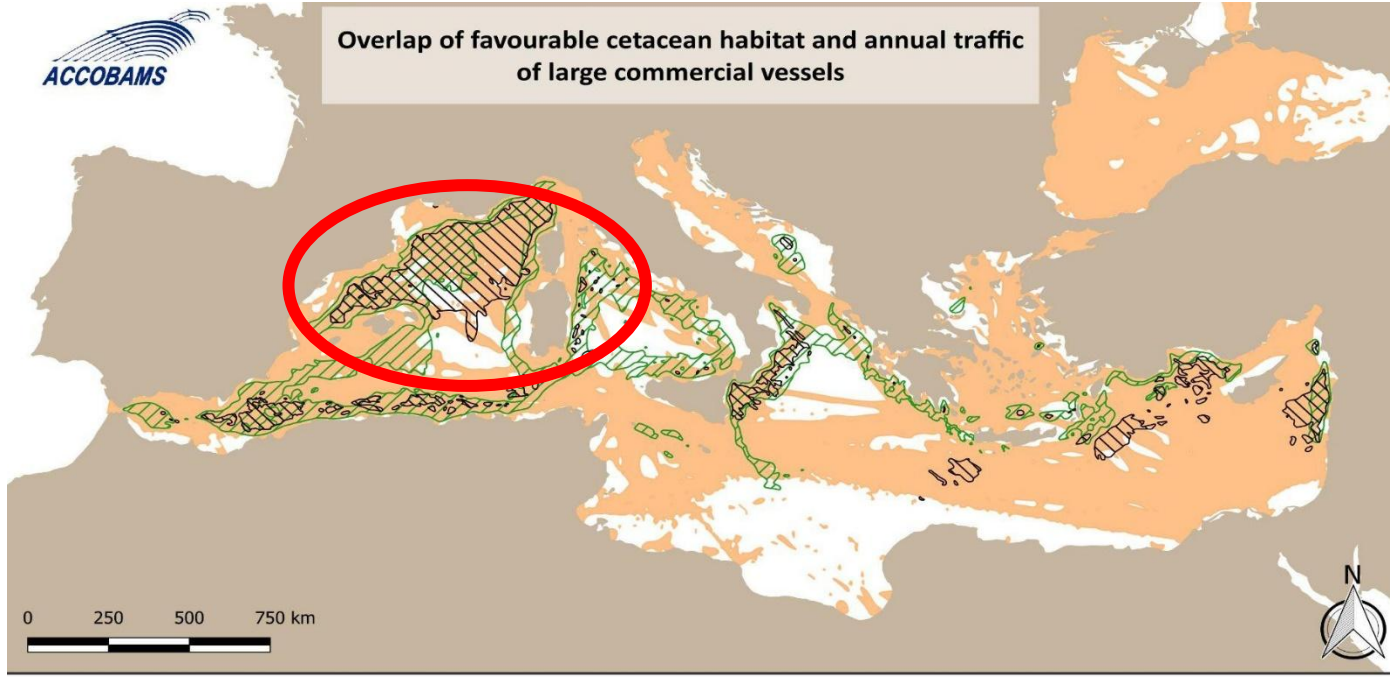 ACCOBAMS
Overlap of favourable cetacean habitat and annual traffic
of large commercial vessels
0 250 500 750 km
N